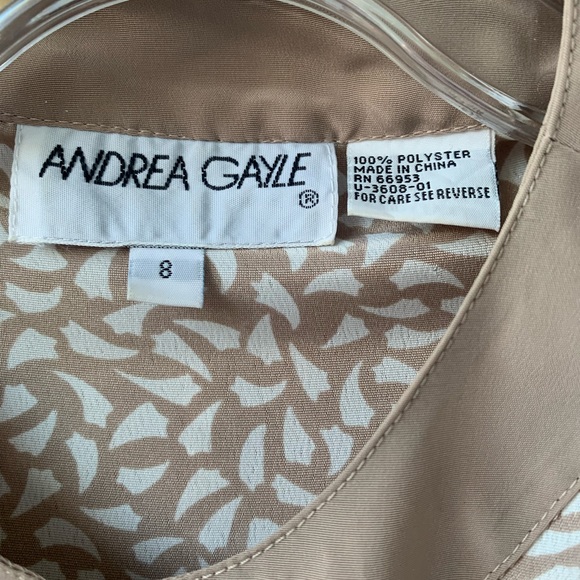 ANDREA GAYLE
®
8
100% POLYSTER
MADE IN CHINA
RN 66953
U-3608-01
FOR CARE SEE REVERSE